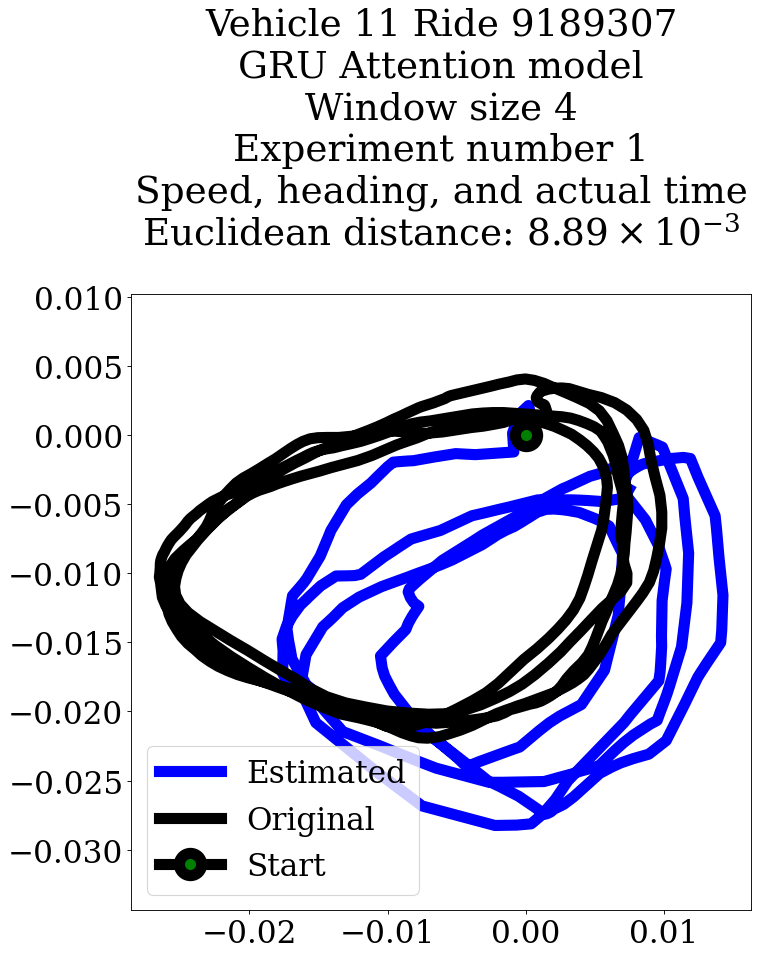 Vehicle 11 Ride 9189307
GRU Attention model
Window size 4
Experiment number 1
Speed, heading, and actual time
Euclidean distance: 8.89 × 10⁻³
0.010
0.005
0.000
−0.005
−0.010
−0.015
−0.020
−0.025
−0.030
Estimated
Original
Start
−0.02
−0.01
0.00
0.01